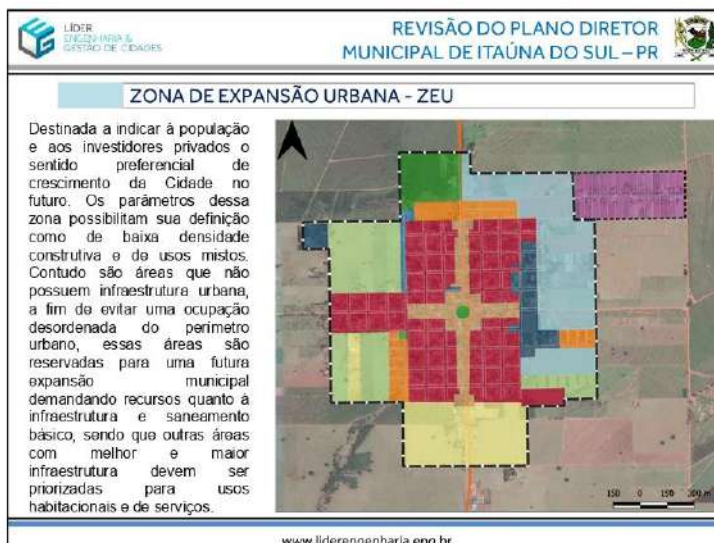 LÍDER
ENGENHARIA &
GESTÃO DE CIDADES
REVISÃO DO PLANO DIRETOR
MUNICIPAL DE ITAÚNA DO SUL – PR
ZONA DE EXPANSÃO URBANA - ZEU
Destinada a indicar à população
e aos investidores privados o
sentido preferencial de
crescimento da Cidade no
futuro. Os parâmetros dessa
zona possibilitam sua definição
como de baixa densidade
construtiva e de usos mistos.
Contudo são áreas que não
possuem infraestrutura urbana,
a fim de evitar uma ocupação
desordenada do perímetro
urbano, essas áreas são
reservadas para uma futura
expansão municipal
demandando recursos quanto à
infraestrutura e saneamento
básico, sendo que outras áreas
com melhor e maior
infraestrutura devem ser
priorizadas para usos
habitacionais e de serviços.
150 0 150 300 m
www.liderengenharia.eng.br